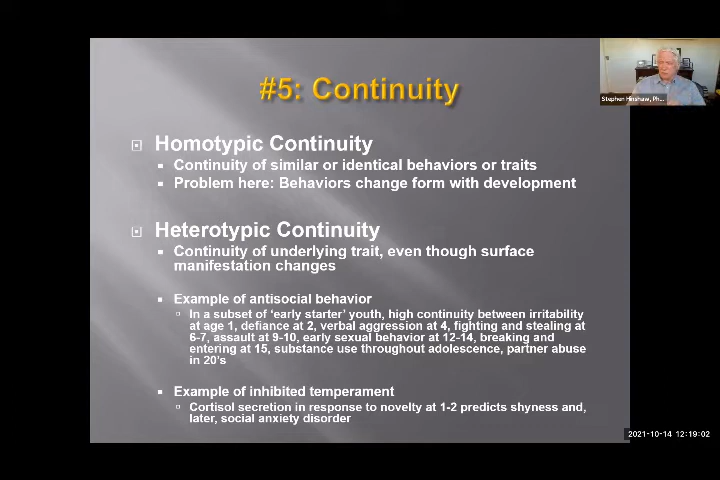 #5: Continuity
Stephen Hinshaw, Ph...
Homotypic Continuity
Continuity of similar or identical behaviors or traits
Problem here: Behaviors change form with development
Heterotypic Continuity
Continuity of underlying trait, even though surface
manifestation changes
Example of antisocial behavior
In a subset of ‘early starter’ youth, high continuity between irritability
at age 1, defiance at 2, verbal aggression at 4, fighting and stealing at
6-7, assault at 9-10, early sexual behavior at 12-14, breaking and
entering at 15, substance use throughout adolescence, partner abuse
in 20’s
Example of inhibited temperament
Cortisol secretion in response to novelty at 1-2 predicts shyness and,
later, social anxiety disorder
2021-10-14 12:19:02